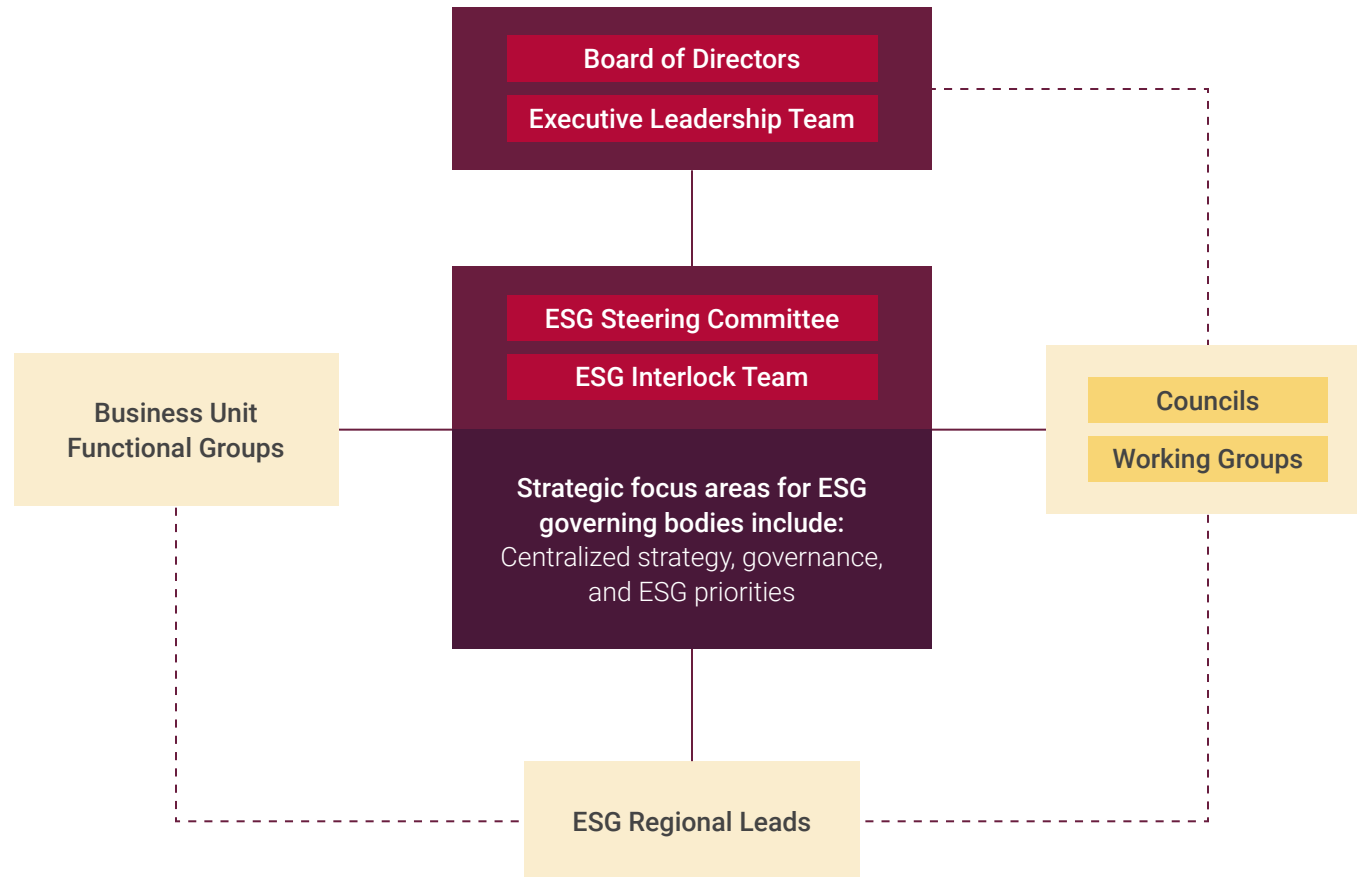 Board of Directors
Executive Leadership Team
ESG Steering Committee
ESG Interlock Team
Business Unit
Functional Groups
Councils
Working Groups
Strategic focus areas for ESG
governing bodies include:
Centralized strategy, governance,
and ESG priorities
ESG Regional Leads